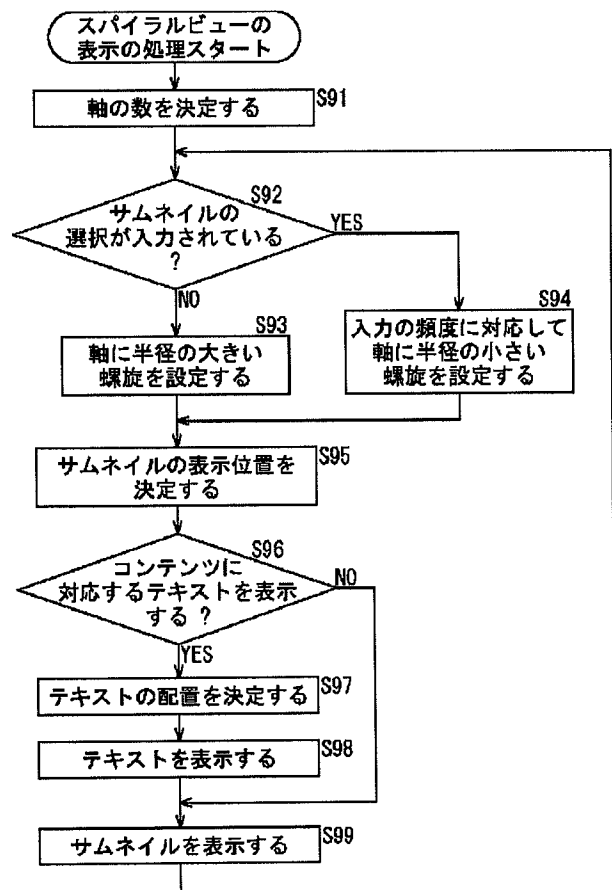 スパイラルビューの
表示の処理スタート
軸の数を決定する
S91
S92
サムネイルの
選択が入力されている
?
YES
NO
S93
軸に半径の大きい
螺旋を設定する
S94
入力の頻度に対応して
軸に半径の小さい
螺旋を設定する
サムネイルの表示位置を
決定する
S95
S96
コンテンツに
対応するテキストを表示
する ?
NO
YES
テキストの配置を決定する
S97
テキストを表示する
S98
サムネイルを表示する
S99